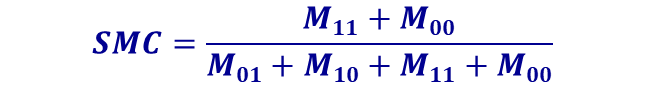 SMC = (M₁₁ + M₀₀) / (M₀₁ + M₁₀ + M₁₁ + M₀₀)